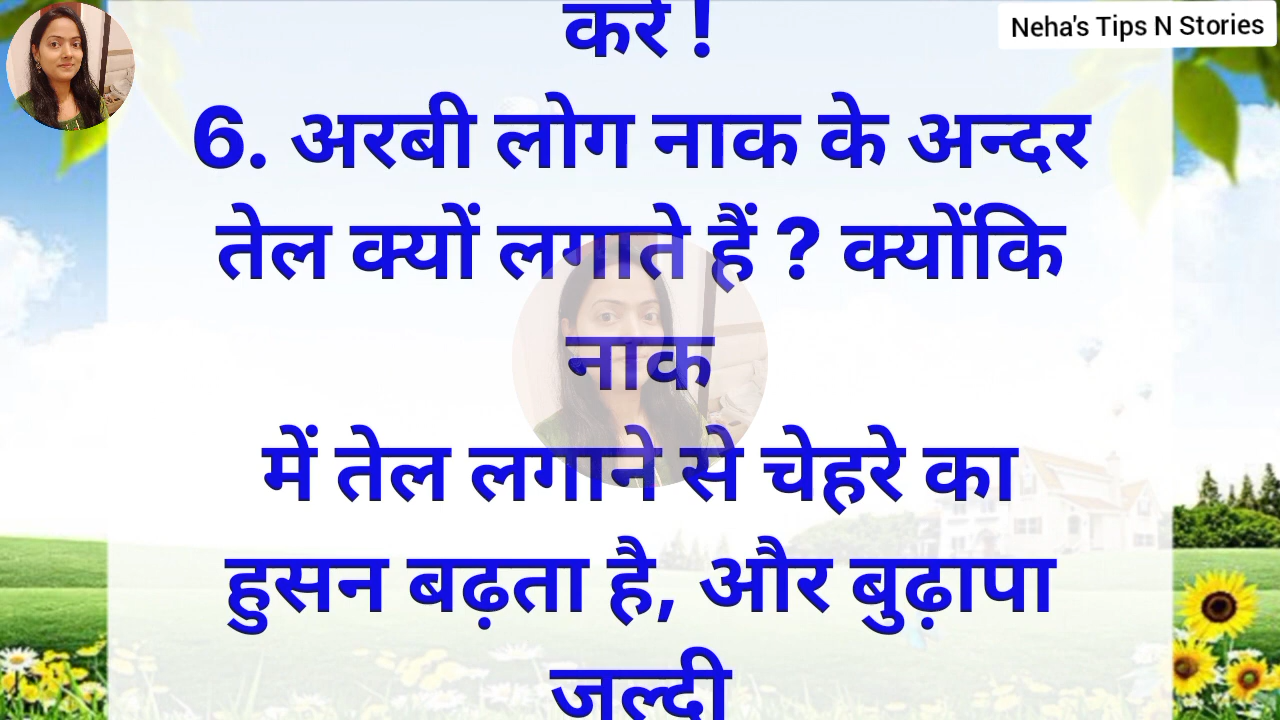 Neha's Tips N Stories
करें !
6. अरबी लोग नाक के अन्दर
तेल क्यों लगाते हैं ? क्योंकि
नाक
में तेल लगाने से चेहरे का
हुसन बढ़ता है, और बुढ़ापा
जल्दी